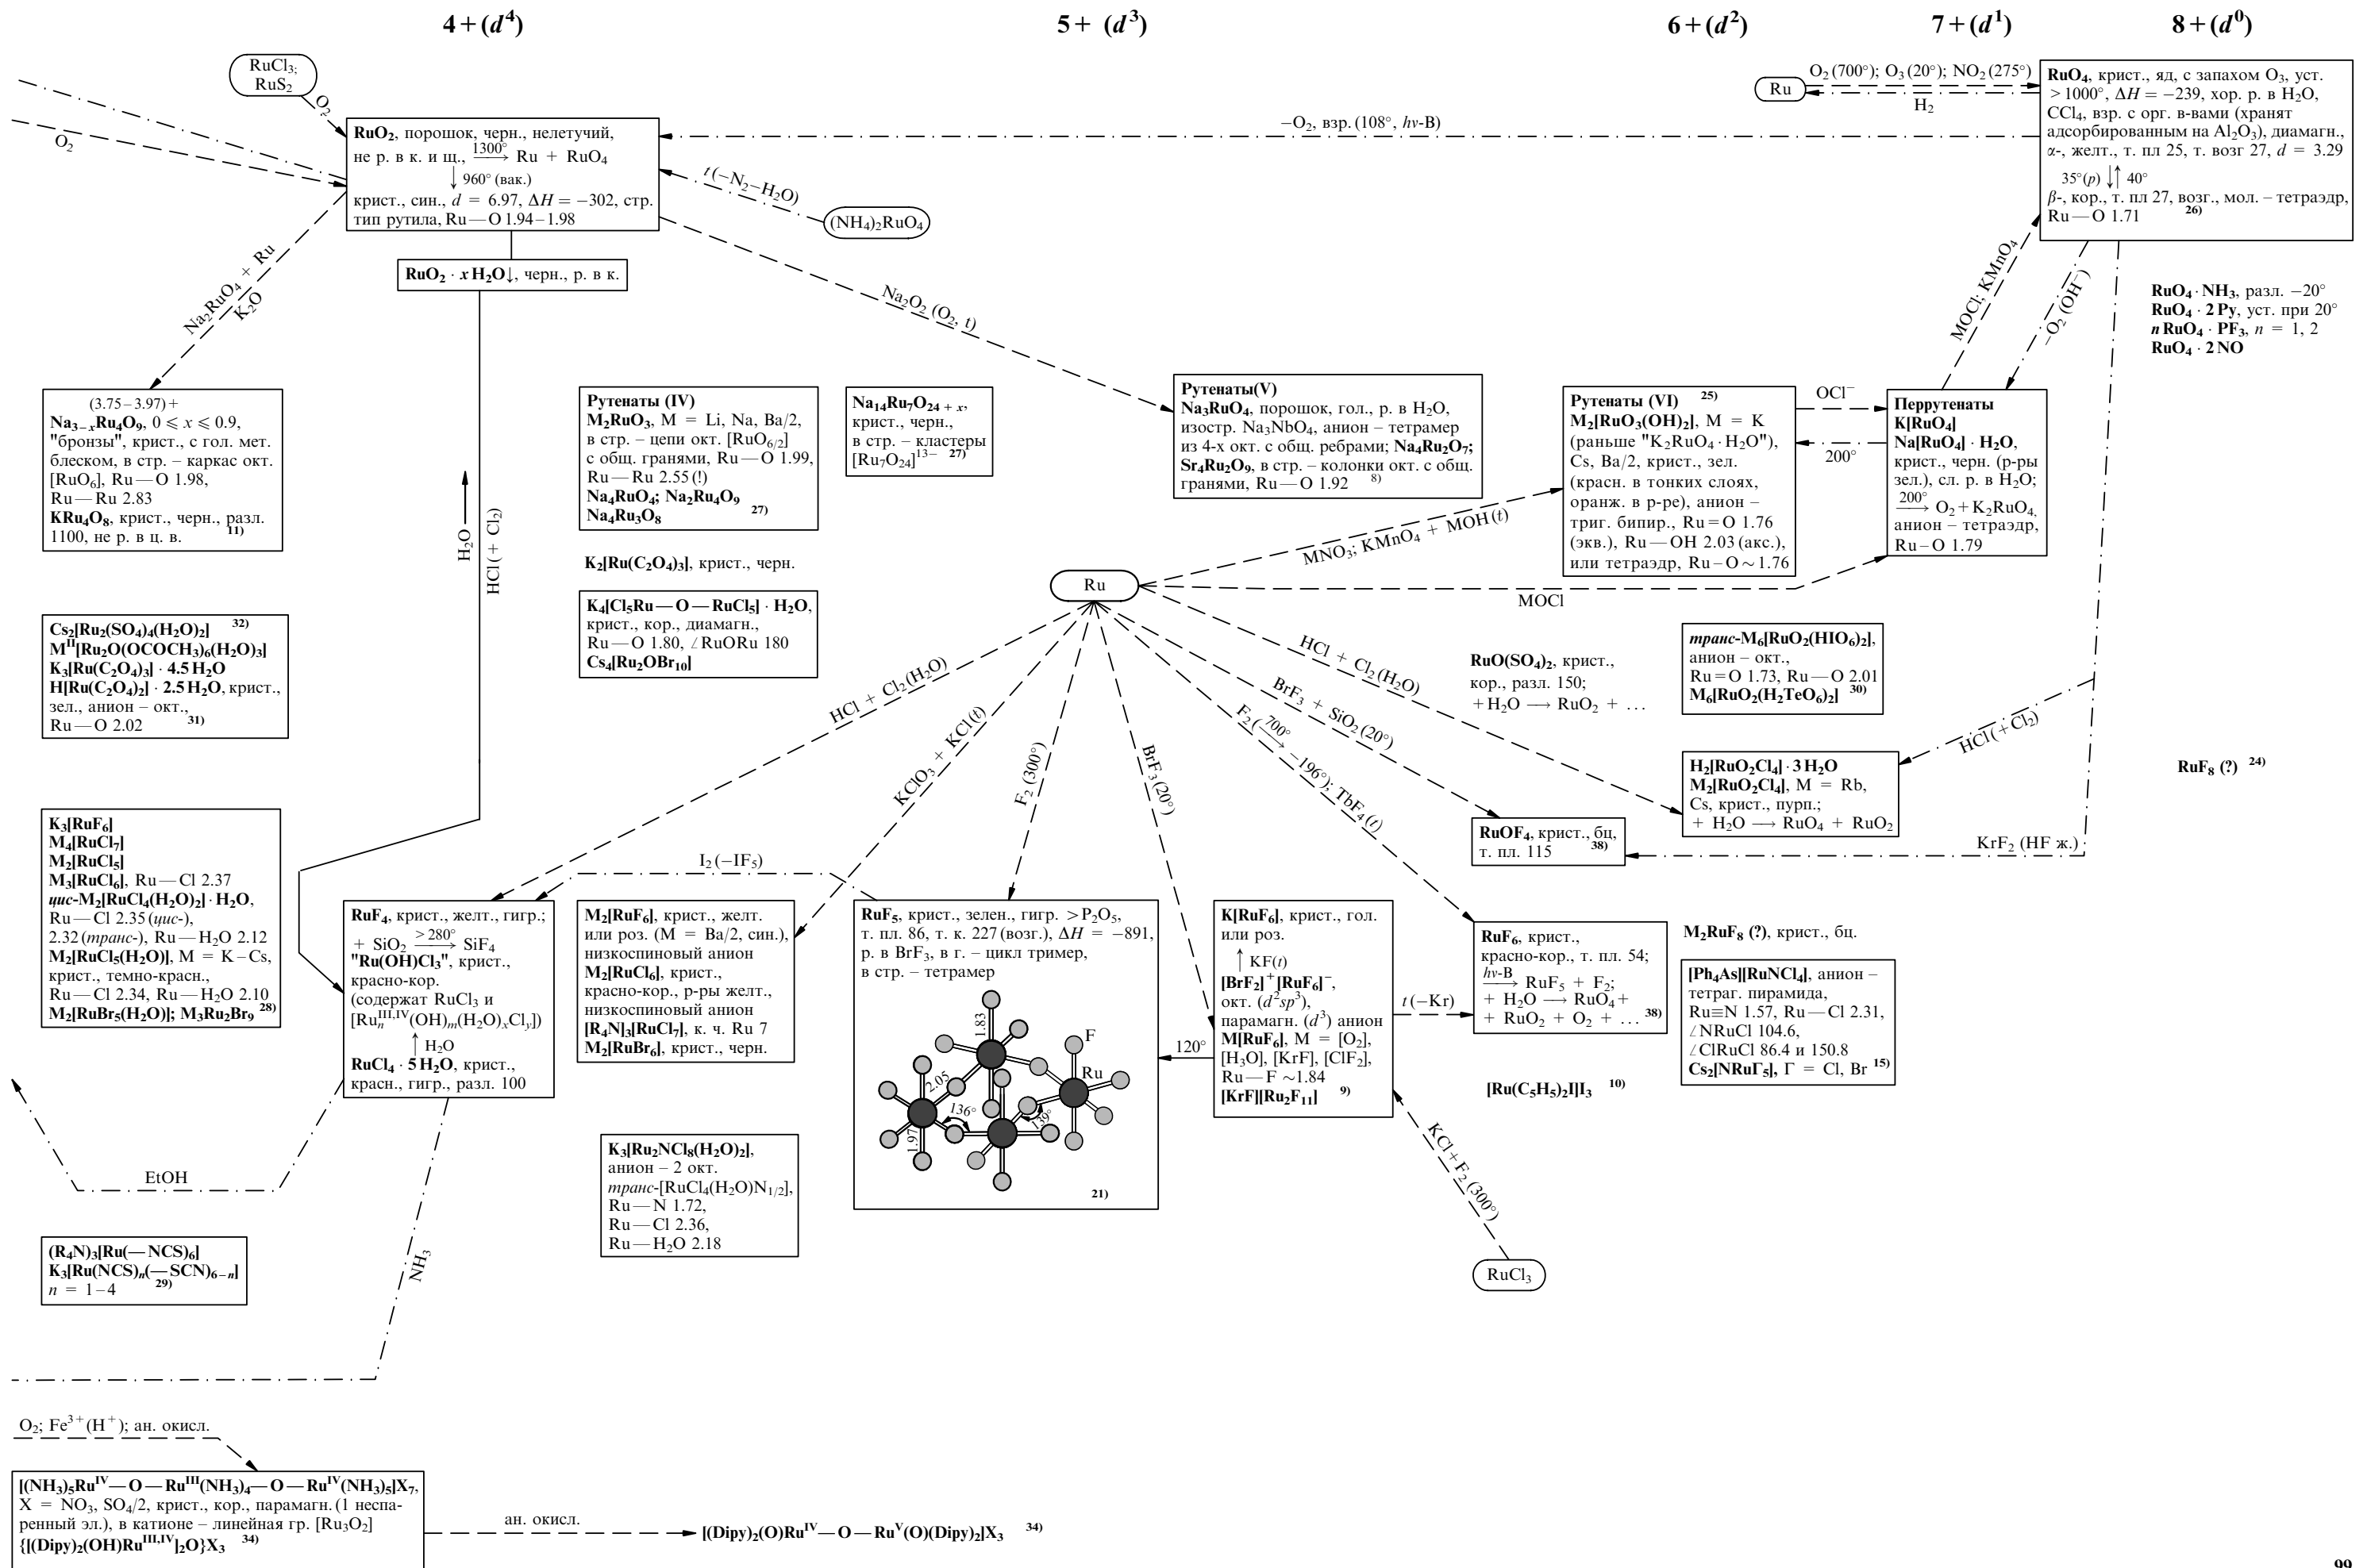 4+(d⁴)
5+ (d³)
6+(d²)
7+(d¹)
8+(d⁰)
RuCl₃;
RuS₂
O₂
O₂
RuO₂, порошок, черн., нелетучий,
не р. в к. и щ., 1300° ⟶ Ru + RuO₄
↓ 960° (вак.)
крист., син., d = 6.97, ΔH = −302, стр.
тип рутила, Ru—O 1.94–1.98
RuO₂ · x H₂O↓, черн., р. в к.
−O₂, взр. (108°, hν-В)
t(−N₂−H₂O)
(NH₄)₂RuO₄
Ru
O₂ (700°); O₃ (20°); NO₂ (275°)
H₂
RuO₄, крист., яд, с запахом O₃, уст.
>1000°, ΔH = −239, хор. р. в H₂O,
CCl₄, взр. с орг. в-вами (хранят
адсорбированным на Al₂O₃), диамагн.,
α-, желт., т. пл 25, т. возг 27, d = 3.29
35°(p) ↓↑ 40°
β-, кор., т. пл 27, возг., мол. – тетраэдр,
Ru—O 1.71 26)
RuO₄ · NH₃, разл. −20°
RuO₄ · 2 Py, уст. при 20°
n RuO₄ · PF₃, n = 1, 2
RuO₄ · 2 NO
Na₂RuO₄ + Ru
K₂O
Na₂O₂ (O₂, t)
MOCl; KMnO₄
−O₂ (OH⁻)
H₂O
HCl (+ Cl₂)
(3.75–3.97)+
Na₃₋ₓRu₄O₉, 0 ⩽ x ⩽ 0.9,
"бронзы", крист., с гол. мет.
блеском, в стр. – каркас окт.
[RuO₆], Ru—O 1.98,
Ru—Ru 2.83
KRu₄O₈, крист., черн., разл.
1100, не р. в ц. в. 11)
Рутенаты (IV)
M₂RuO₃, M = Li, Na, Ba/2,
в стр. – цепи окт. [RuO₆/₂]
с общ. гранями, Ru—O 1.99,
Ru—Ru 2.55 (!)
Na₄RuO₄; Na₂Ru₄O₉
Na₄Ru₃O₈ 27)
Na₁₄Ru₇O₂₄ ₊ ₓ,
крист., черн.,
в стр. – кластеры
[Ru₇O₂₄]¹³⁻ 27)
Рутенаты(V)
Na₃RuO₄, порошок, гол., р. в H₂O,
изостр. Na₃NbO₄, анион – тетрамер
из 4-х окт. с общ. ребрами; Na₄Ru₂O₇;
Sr₄Ru₂O₉, в стр. – колонки окт. с общ.
гранями, Ru—O 1.92 8)
Рутенаты (VI) 25)
M₂[RuO₃(OH)₂], M = K
(раньше "K₂RuO₄ · H₂O"),
Cs, Ba/2, крист., зел.
(красн. в тонких слоях,
оранж. в р-ре), анион –
триг. бипир., Ru=O 1.76
(экв.), Ru—OH 2.03 (акс.),
или тетраэдр, Ru–O ~ 1.76
OCl⁻
200°
Перрутенаты
K[RuO₄]
Na[RuO₄] · H₂O,
крист., черн. (р-ры
зел.), сл. р. в H₂O;
200° ⟶ O₂ + K₂RuO₄,
анион – тетраэдр,
Ru–O 1.79
K₂[Ru(C₂O₄)₃], крист., черн.
K₄[Cl₅Ru—O—RuCl₅] · H₂O,
крист., кор., диамагн.,
Ru—O 1.80, ∠RuORu 180
Cs₄[Ru₂OBr₁₀]
Ru
MNO₃; KMnO₄ + MOH (t)
MOCl
Cs₂[Ru₂(SO₄)₄(H₂O)₂] 32)
Mᴵᴵ[Ru₂O(OCOCH₃)₆(H₂O)₃]
K₃[Ru(C₂O₄)₃] · 4.5 H₂O
H[Ru(C₂O₄)₂] · 2.5 H₂O, крист.,
зел., анион – окт.,
Ru—O 2.02 31)
HCl + Cl₂(H₂O)
KClO₃ + KCl(t)
F₂ (300°)
BrF₃ (20°)
F₂ (700° ⟶ −196°); TbF₄(t)
BrF₃ + SiO₂ (20°)
HCl + Cl₂(H₂O)
RuO(SO₄)₂, крист.,
кор., разл. 150;
+H₂O ⟶ RuO₂ + …
транс-M₆[RuO₂(HIO₆)₂],
анион – окт.,
Ru=O 1.73, Ru—O 2.01
M₆[RuO₂(H₂TeO₆)₂] 30)
HCl (+Cl₂)
H₂[RuO₂Cl₄] · 3 H₂O
M₂[RuO₂Cl₄], M = Rb,
Cs, крист., пурп.;
+ H₂O ⟶ RuO₄ + RuO₂
RuF₈ (?) 24)
RuOF₄, крист., бц,
т. пл. 115 38)
KrF₂ (HF ж.)
I₂ (−IF₅)
K₃[RuF₆]
M₄[RuCl₇]
M₂[RuCl₅]
M₃[RuCl₆], Ru—Cl 2.37
цис-M₂[RuCl₄(H₂O)₂] · H₂O,
Ru—Cl 2.35 (цис-),
2.32 (транс-), Ru—H₂O 2.12
M₂[RuCl₅(H₂O)], M = K–Cs,
крист., темно-красн.,
Ru—Cl 2.34, Ru—H₂O 2.10
M₂[RuBr₅(H₂O)]; M₃Ru₂Br₉ 28)
RuF₄, крист., желт., гигр.;
+ SiO₂ >280° ⟶ SiF₄
"Ru(OH)Cl₃", крист.,
красно-кор.
(содержат RuCl₃ и
[Ruₙᴵᴵᴵ,ᴵⱽ(OH)ₘ(H₂O)ₓClᵧ])
↑ H₂O
RuCl₄ · 5 H₂O, крист.,
красн., гигр., разл. 100
M₂[RuF₆], крист., желт.
или роз. (M = Ba/2, син.),
низкоспиновый анион
M₂[RuCl₆], крист.,
красно-кор., р-ры желт.,
низкоспиновый анион
[R₄N]₃[RuCl₇], к. ч. Ru 7
M₂[RuBr₆], крист., черн.
RuF₅, крист., зелен., гигр. >P₂O₅,
т. пл. 86, т. к. 227 (возг.), ΔH = −891,
р. в BrF₃, в г. – цикл тример,
в стр. – тетрамер
1.83
F
Ru
2.05
136°
139°
1.97
21)
120°
K[RuF₆], крист., гол.
или роз.
↑ KF(t)
[BrF₂]⁺[RuF₆]⁻,
окт. (d²sp³),
парамагн. (d³) анион
M[RuF₆], M = [O₂],
[H₃O], [KrF], [ClF₂],
Ru—F ~1.84
[KrF][Ru₂F₁₁] 9)
t (−Kr)
RuF₆, крист.,
красно-кор., т. пл. 54;
hν-В ⟶ RuF₅ + F₂;
+ H₂O ⟶ RuO₄ +
+ RuO₂ + O₂ + … 38)
M₂RuF₈ (?), крист., бц.
[Ph₄As][RuNCl₄], анион –
тетраг. пирамида,
Ru≡N 1.57, Ru—Cl 2.31,
∠NRuCl 104.6,
∠ClRuCl 86.4 и 150.8
Cs₂[NRuГ₅], Г = Cl, Br 15)
[Ru(C₅H₅)₂I]I₃ 10)
EtOH
NH₃
K₃[Ru₂NCl₈(H₂O)₂],
анион – 2 окт.
транс-[RuCl₄(H₂O)N₁/₂],
Ru—N 1.72,
Ru—Cl 2.36,
Ru—H₂O 2.18
KCl + F₂ (300°)
RuCl₃
(R₄N)₃[Ru(—NCS)₆]
K₃[Ru(NCS)ₙ(—SCN)₆₋ₙ]
n = 1–4 29)
O₂; Fe³⁺(H⁺); ан. окисл.
[(NH₃)₅Ruᴵⱽ—O—Ruᴵᴵᴵ(NH₃)₄—O—Ruᴵⱽ(NH₃)₅]X₇,
X = NO₃, SO₄/2, крист., кор., парамагн. (1 неспа-
ренный эл.), в катионе – линейная гр. [Ru₃O₂]
{[(Dipy)₂(OH)Ruᴵᴵᴵ,ᴵⱽ]₂O}X₃ 34)
ан. окисл.
[(Dipy)₂(O)Ruᴵⱽ—O—Ruⱽ(O)(Dipy)₂]X₃ 34)
99